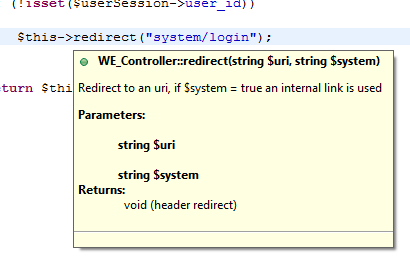 (!isset($userSession->user_id))
$this->redirect("system/login");
WE_Controller::redirect(string $uri, string $system)
Redirect to an uri, if $system = true an internal link is used
turn $thi
Parameters:
string $uri
string $system
Returns:
void (header redirect)